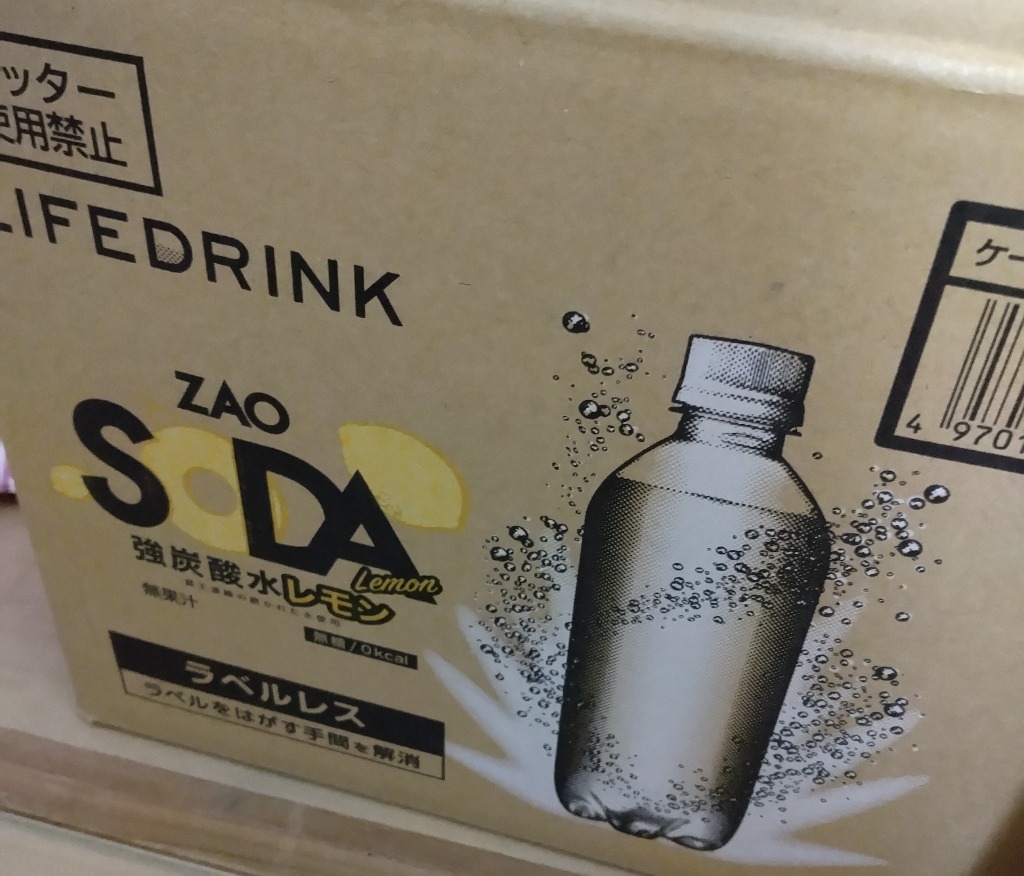 ッター
使用禁止
LIFEDRINK
ケー
4 9701
ZAO
SODA
Lemon
強炭酸水レモン
無果汁
無糖/0kcal
ラベルレス
ラベルをはがす手間を解消